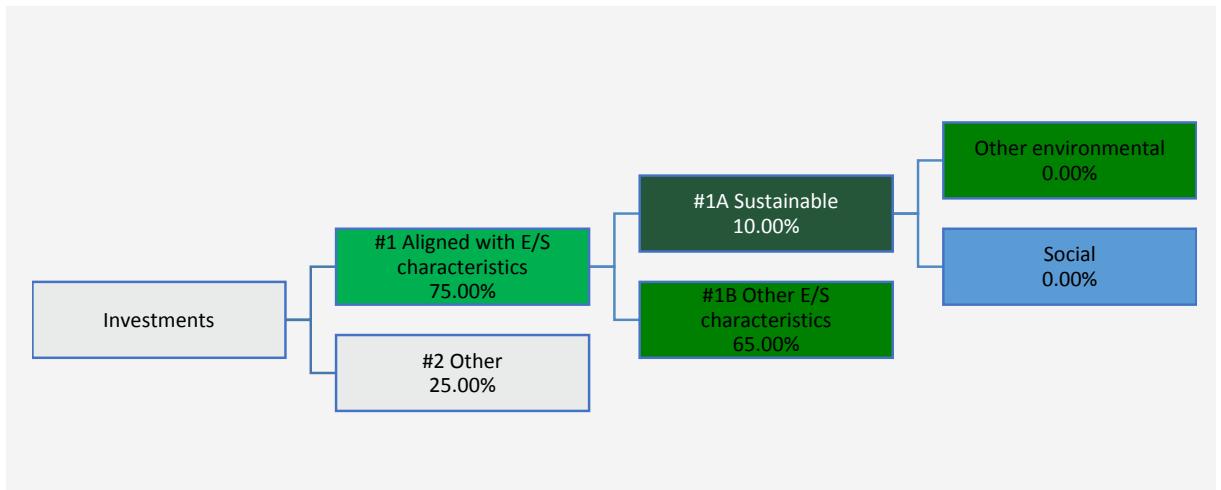 Investments
#1 Aligned with E/S
characteristics
75.00%
#2 Other
25.00%
#1A Sustainable
10.00%
#1B Other E/S
characteristics
65.00%
Other environmental
0.00%
Social
0.00%